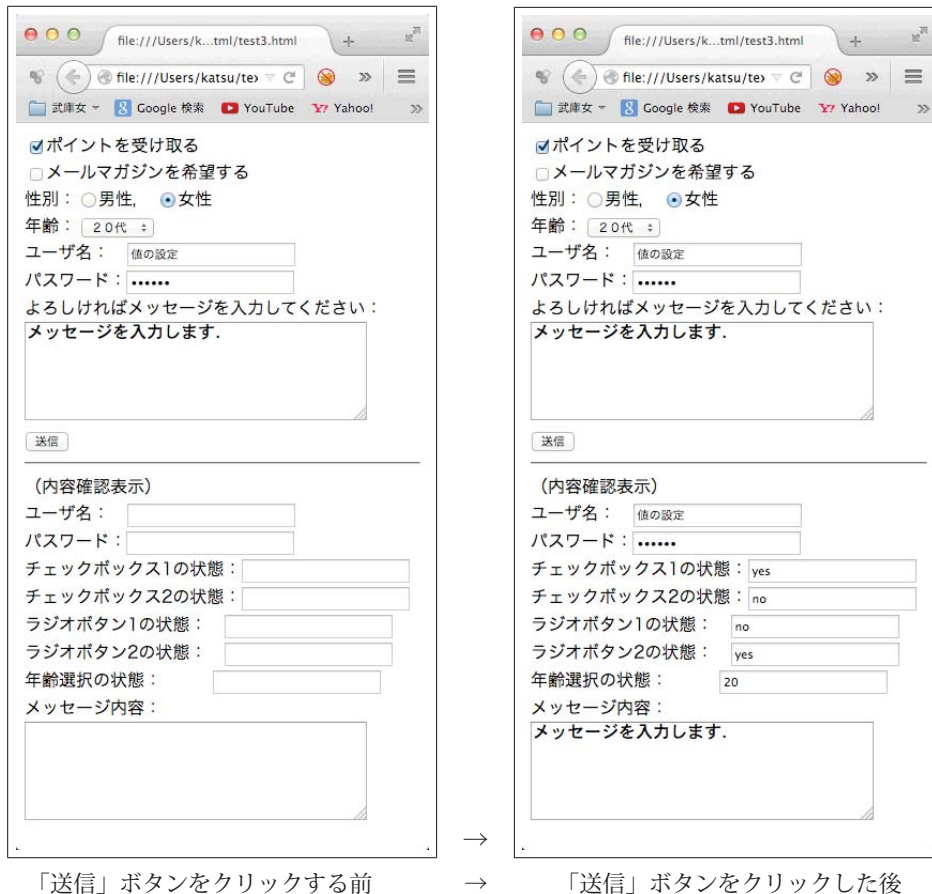 file:///Users/k...tml/test3.html
file:///Users/katsu/tex
武庫女 Google 検索 YouTube Yahoo!
ポイントを受け取る
メールマガジンを希望する
性別： 男性, 女性
年齢： 20代
ユーザ名： 値の設定
パスワード： ••••••
よろしければメッセージを入力してください：
メッセージを入力します.
送信
（内容確認表示）
ユーザ名：
パスワード：
チェックボックス1の状態：
チェックボックス2の状態：
ラジオボタン1の状態：
ラジオボタン2の状態：
年齢選択の状態：
メッセージ内容：
「送信」ボタンをクリックする前
→
→
file:///Users/k...tml/test3.html
file:///Users/katsu/tex
武庫女 Google 検索 YouTube Yahoo!
ポイントを受け取る
メールマガジンを希望する
性別： 男性, 女性
年齢： 20代
ユーザ名： 値の設定
パスワード： ••••••
よろしければメッセージを入力してください：
メッセージを入力します.
送信
（内容確認表示）
ユーザ名： 値の設定
パスワード： ••••••
チェックボックス1の状態： yes
チェックボックス2の状態： no
ラジオボタン1の状態： no
ラジオボタン2の状態： yes
年齢選択の状態： 20
メッセージ内容：
メッセージを入力します.
「送信」ボタンをクリックした後